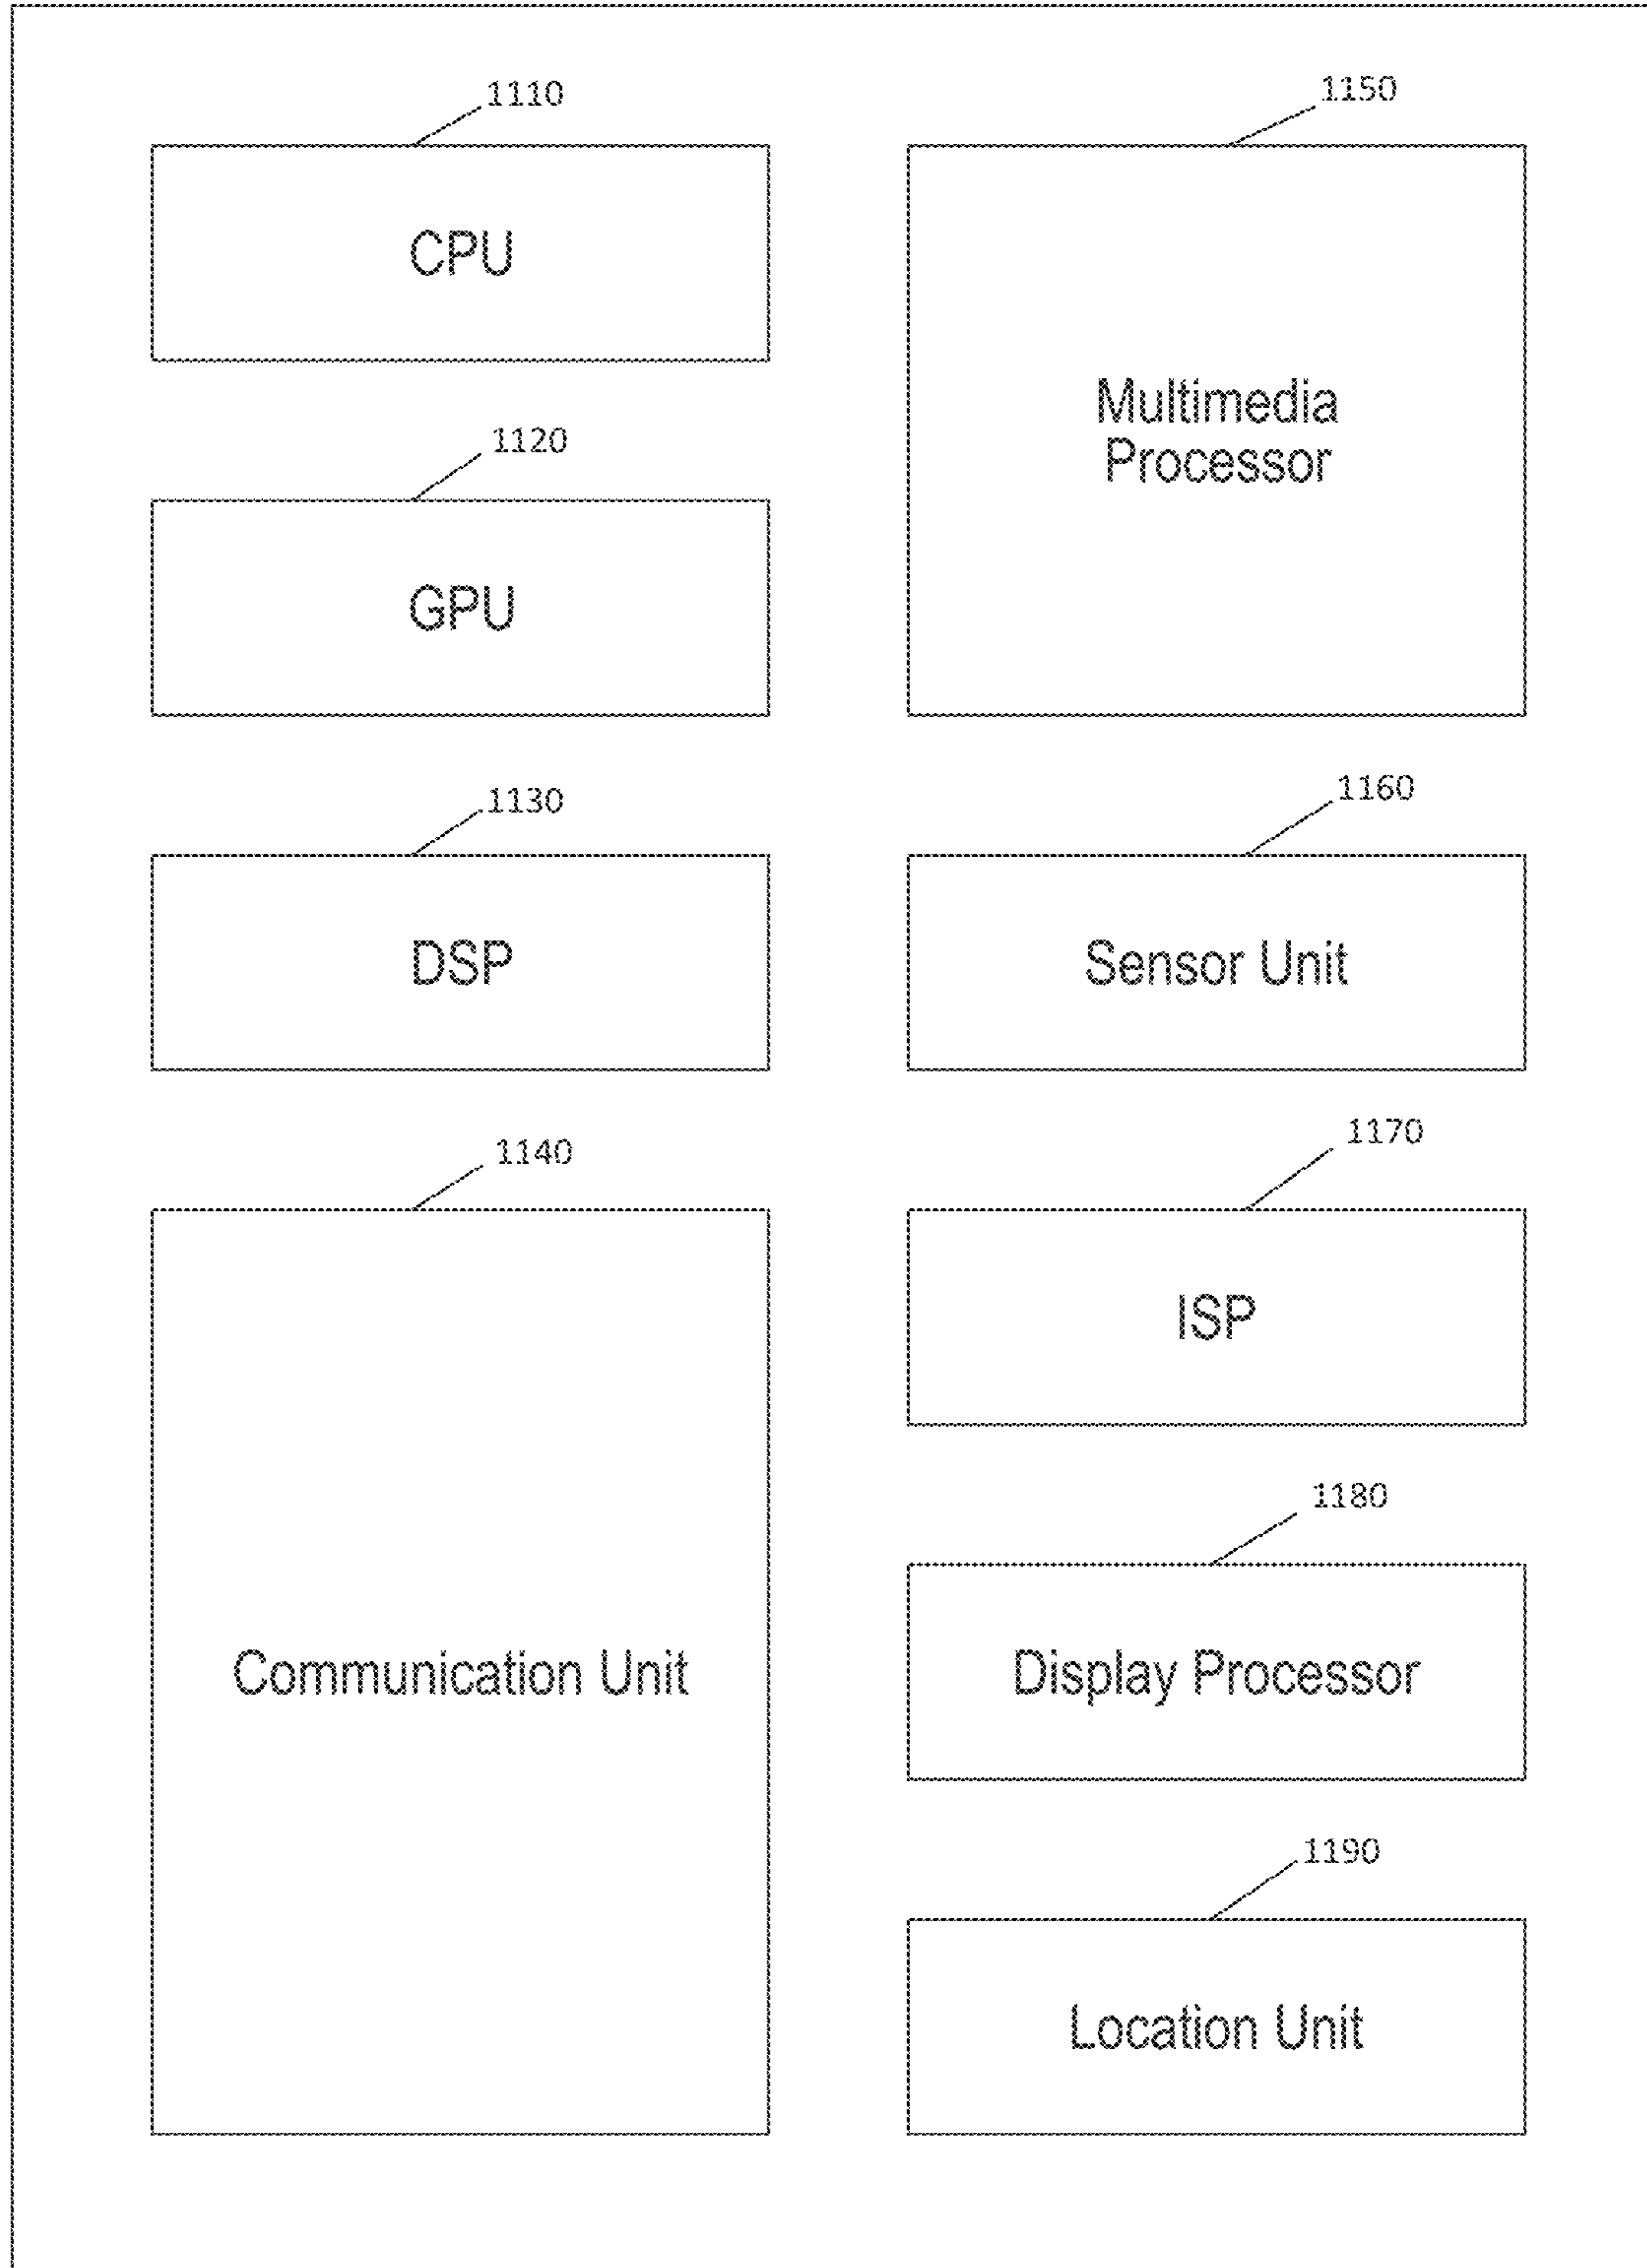 1110
CPU
1120
GPU
1130
DSP
1140
Communication Unit
1150
Multimedia
Processor
1160
Sensor Unit
1170
ISP
1180
Display Processor
1190
Location Unit